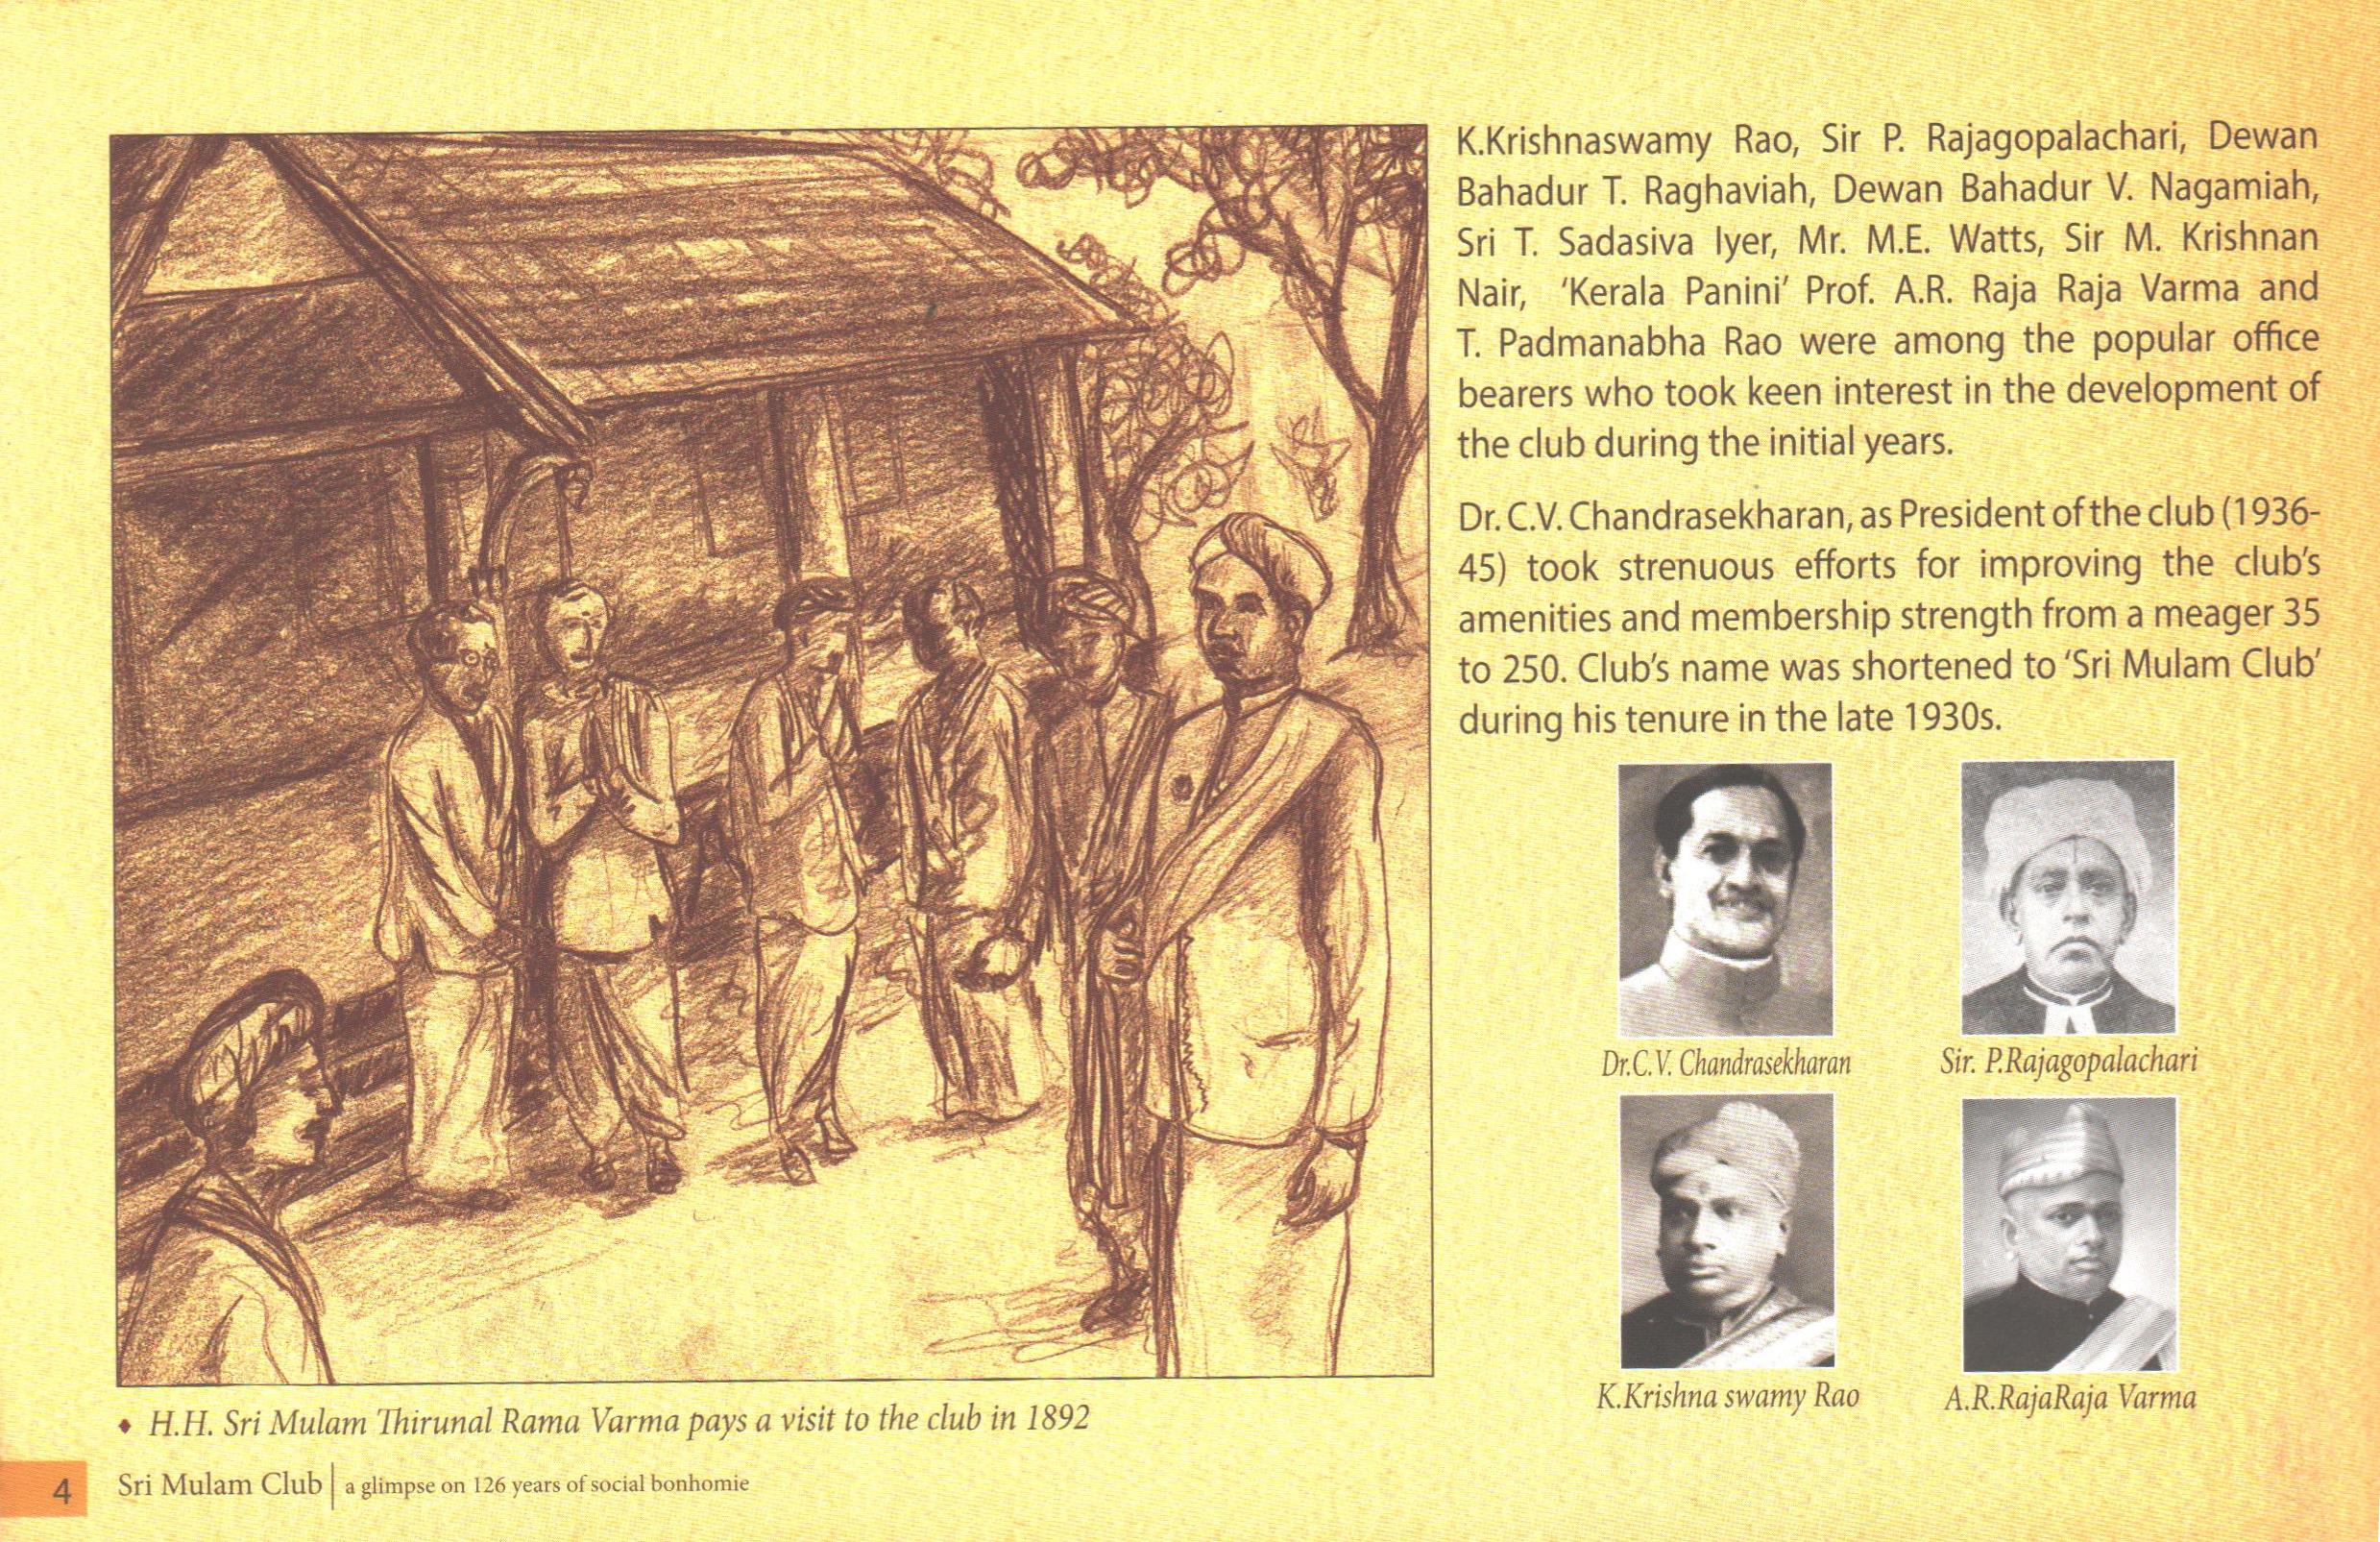 K.Krishnaswamy Rao, Sir P. Rajagopalachari, Dewan
Bahadur T. Raghaviah, Dewan Bahadur V. Nagamiah,
Sri T. Sadasiva Iyer, Mr. M.E. Watts, Sir M. Krishnan
Nair, ‘Kerala Panini’ Prof. A.R. Raja Raja Varma and
T. Padmanabha Rao were among the popular office
bearers who took keen interest in the development of
the club during the initial years.
Dr. C.V. Chandrasekharan, as President of the club (1936-
45) took strenuous efforts for improving the club’s
amenities and membership strength from a meager 35
to 250. Club’s name was shortened to ‘Sri Mulam Club’
during his tenure in the late 1930s.
Dr.C.V. Chandrasekharan
Sir. P.Rajagopalachari
K.Krishna swamy Rao
A.R.RajaRaja Varma
♦ H.H. Sri Mulam Thirunal Rama Varma pays a visit to the club in 1892
4 Sri Mulam Club | a glimpse on 126 years of social bonhomie